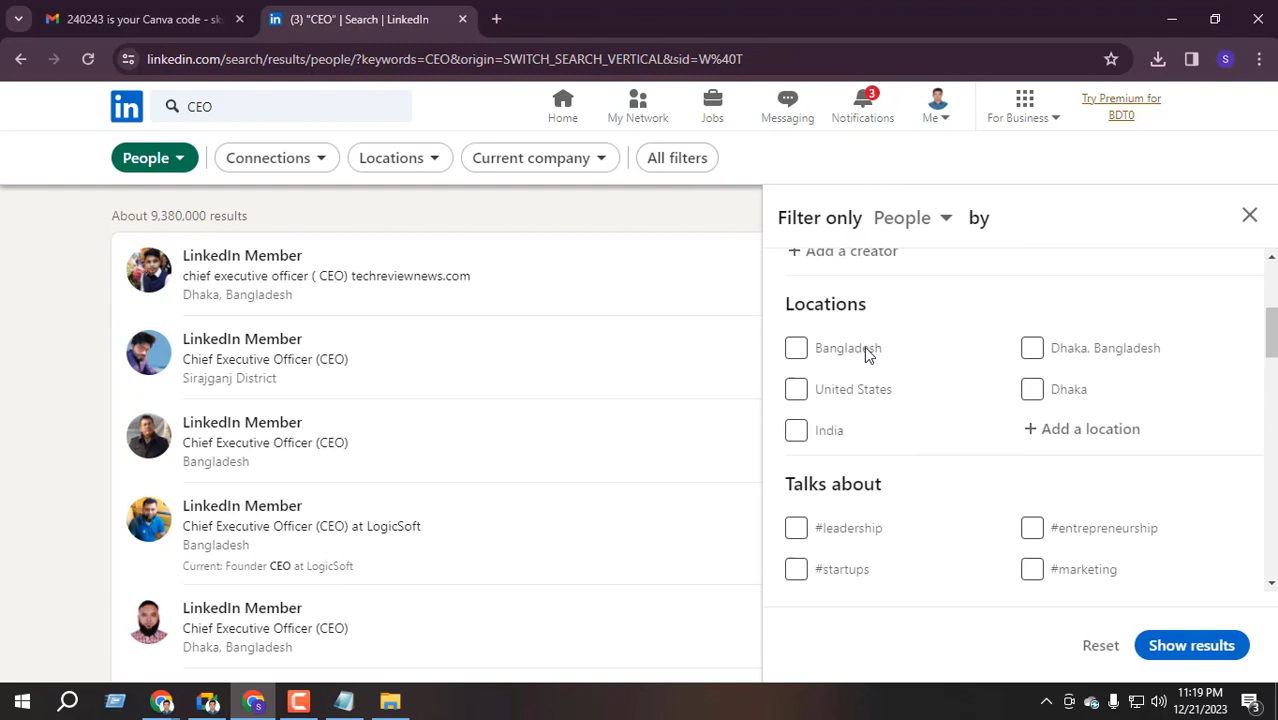 240243 is your Canva code - sk
(3) "CEO" | Search | LinkedIn
linkedin.com/search/results/people/?keywords=CEO&origin=SWITCH_SEARCH_VERTICAL&sid=W%40T
S
in
CEO
Home
My Network
Jobs
Messaging
3
Notifications
Me
For Business
Try Premium for
BDT0
People
Connections
Locations
Current company
All filters
About 9,380,000 results
LinkedIn Member
chief executive officer ( CEO) techreviewnews.com
Dhaka, Bangladesh
LinkedIn Member
Chief Executive Officer (CEO)
Sirajganj District
LinkedIn Member
Chief Executive Officer (CEO)
Bangladesh
LinkedIn Member
Chief Executive Officer (CEO) at LogicSoft
Bangladesh
Current: Founder CEO at LogicSoft
LinkedIn Member
Chief Executive Officer (CEO)
Dhaka, Bangladesh
Filter only People by
+ Add a creator
Locations
Bangladesh
Dhaka, Bangladesh
United States
Dhaka
India
+ Add a location
Talks about
#leadership
#entrepreneurship
#startups
#marketing
Reset
Show results
11:19 PM
12/21/2023
3